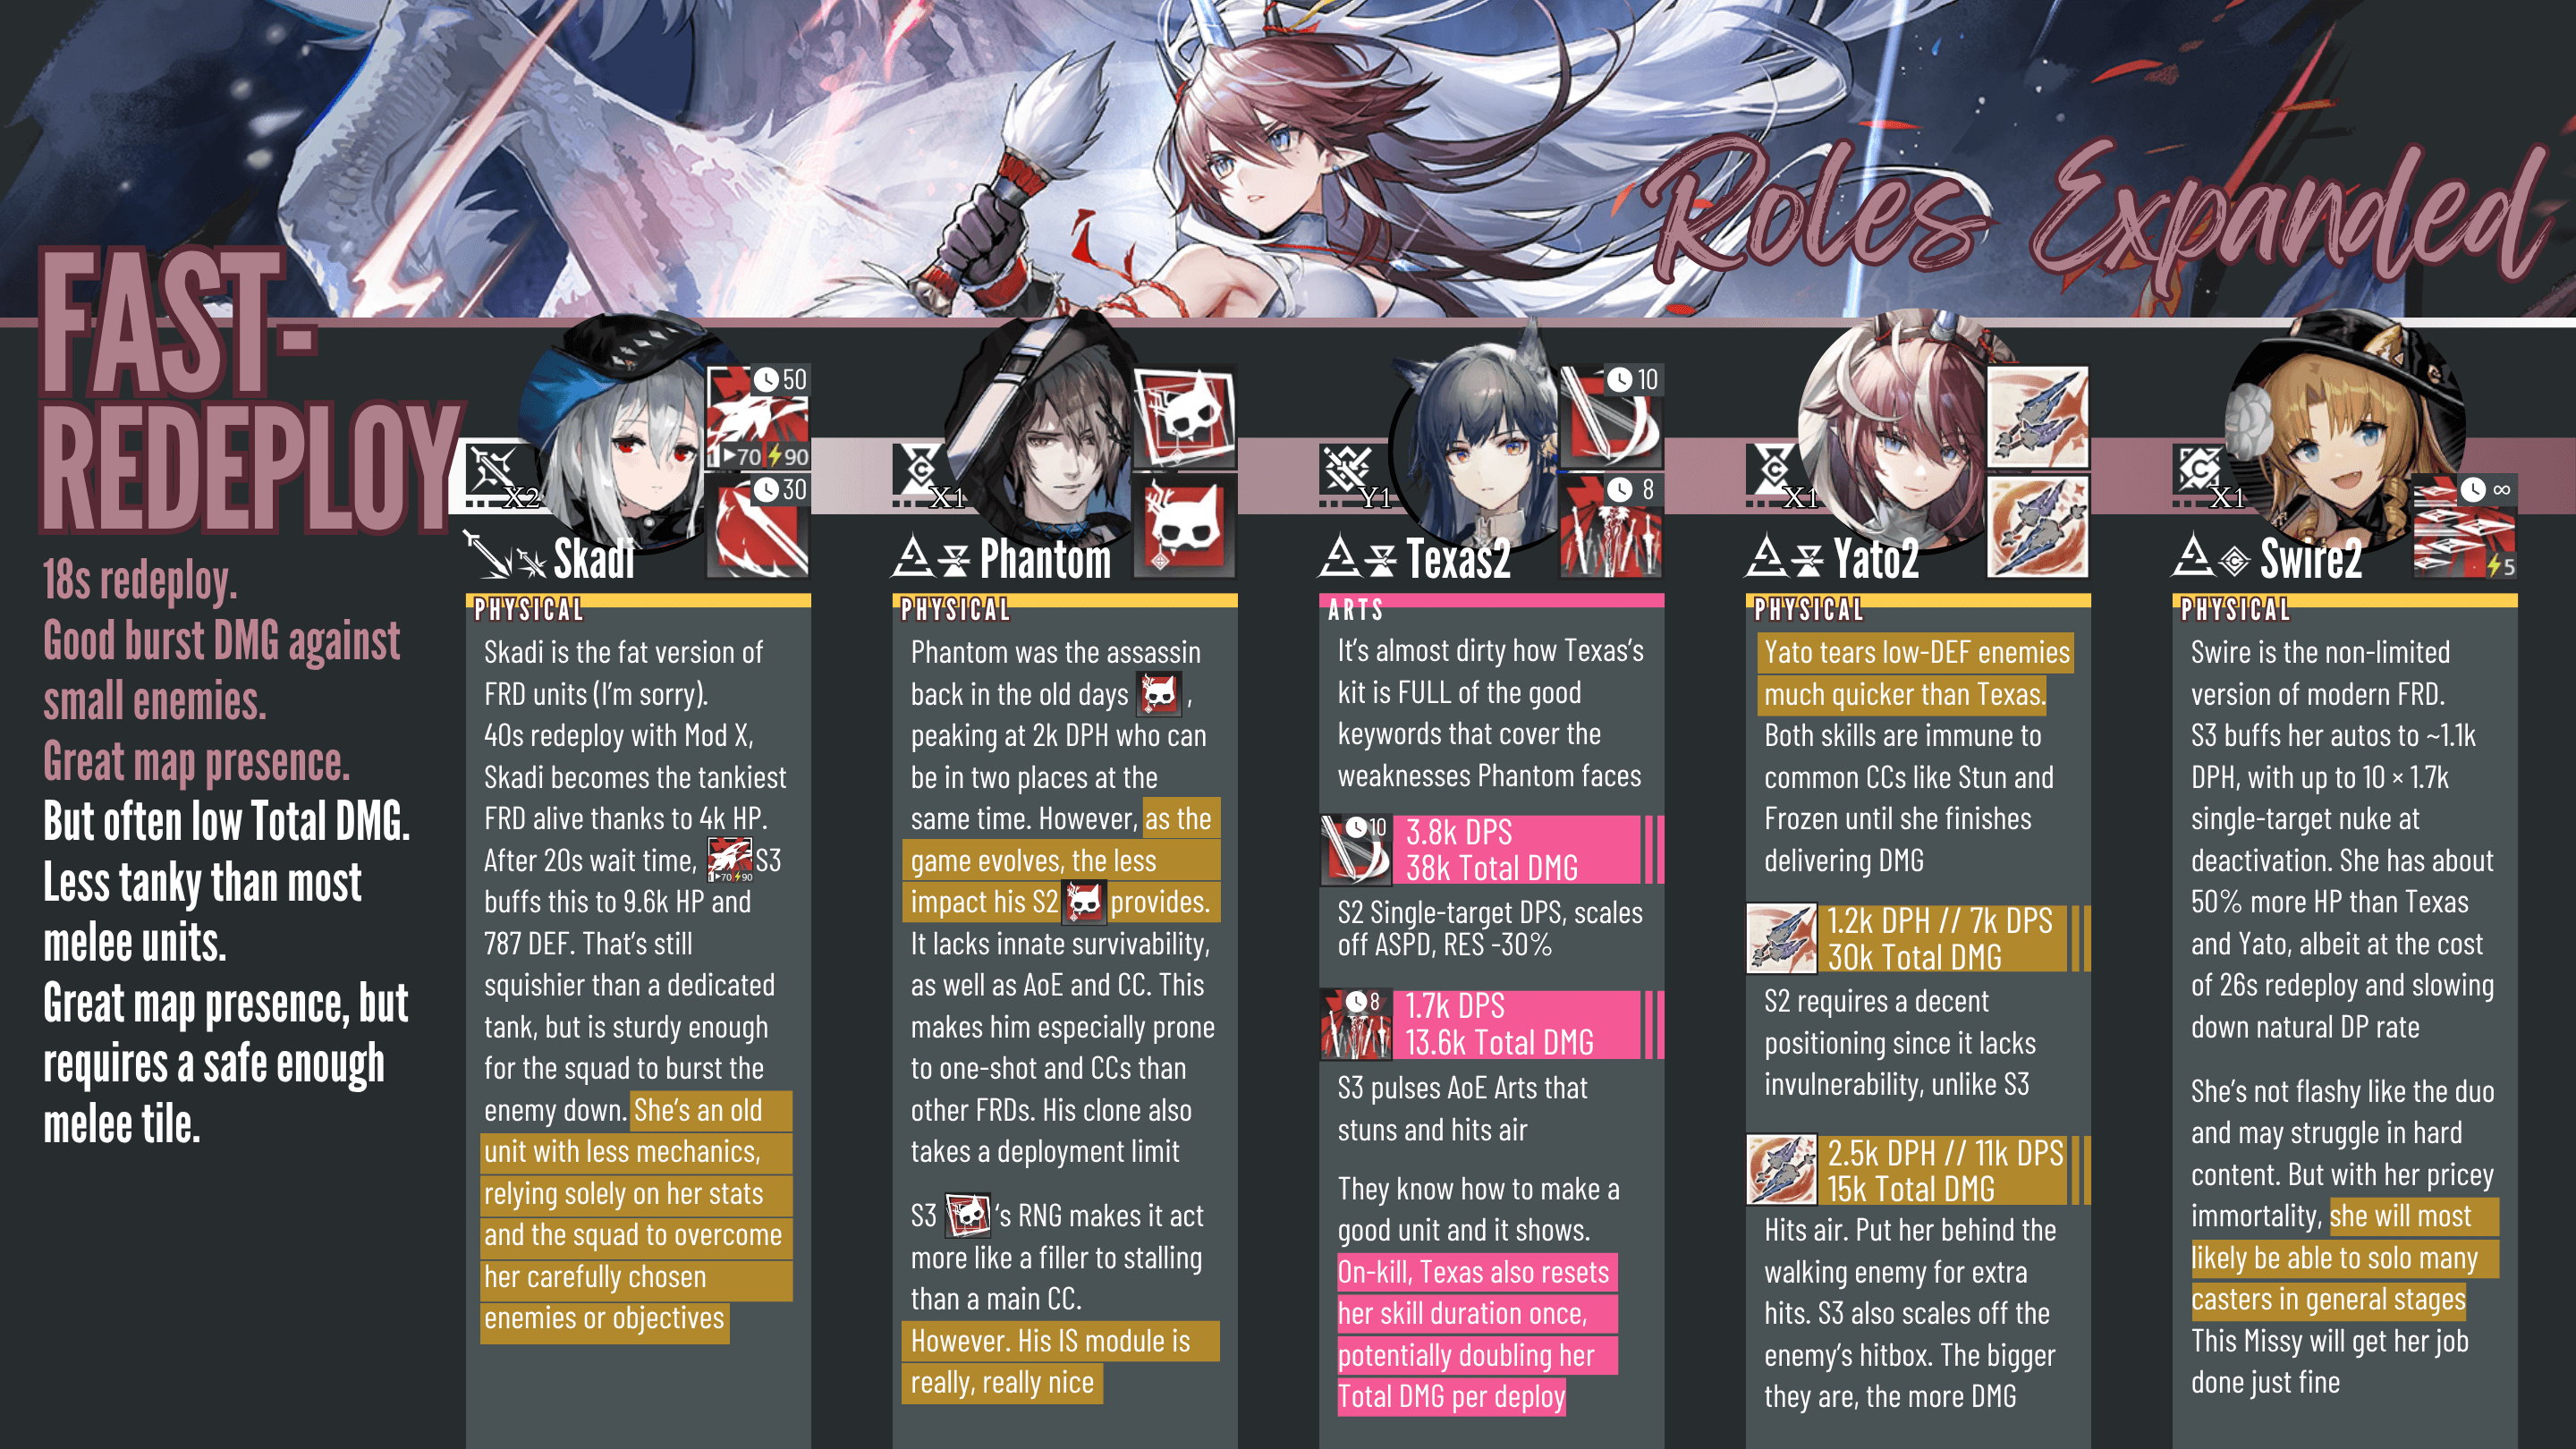 Roles Expanded
FAST-
REDEPLOY
18s redeploy.
Good burst DMG against
small enemies.
Great map presence.
But often low Total DMG.
Less tanky than most
melee units.
Great map presence, but
requires a safe enough
melee tile.
50
70 90
30
X2
Skadi
PHYSICAL
Skadi is the fat version of
FRD units (I'm sorry).
40s redeploy with Mod X,
Skadi becomes the tankiest
FRD alive thanks to 4k HP.
After 20s wait time, 70 90 S3
buffs this to 9.6k HP and
787 DEF. That's still
squishier than a dedicated
tank, but is sturdy enough
for the squad to burst the
enemy down. She's an old
unit with less mechanics,
relying solely on her stats
and the squad to overcome
her carefully chosen
enemies or objectives
C
X1
Phantom
PHYSICAL
Phantom was the assassin
back in the old days ,
peaking at 2k DPH who can
be in two places at the
same time. However, as the
game evolves, the less
impact his S2 provides.
It lacks innate survivability,
as well as AoE and CC. This
makes him especially prone
to one-shot and CCs than
other FRDs. His clone also
takes a deployment limit
S3 's RNG makes it act
more like a filler to stalling
than a main CC.
However. His IS module is
really, really nice
10
8
Y1
Texas2
ARTS
It's almost dirty how Texas's
kit is FULL of the good
keywords that cover the
weaknesses Phantom faces
10
3.8k DPS
38k Total DMG
S2 Single-target DPS, scales
off ASPD, RES -30%
8
1.7k DPS
13.6k Total DMG
S3 pulses AoE Arts that
stuns and hits air
They know how to make a
good unit and it shows.
On-kill, Texas also resets
her skill duration once,
potentially doubling her
Total DMG per deploy
C
X1
Yato2
PHYSICAL
Yato tears low-DEF enemies
much quicker than Texas.
Both skills are immune to
common CCs like Stun and
Frozen until she finishes
delivering DMG
1.2k DPH // 7k DPS
30k Total DMG
S2 requires a decent
positioning since it lacks
invulnerability, unlike S3
2.5k DPH // 11k DPS
15k Total DMG
Hits air. Put her behind the
walking enemy for extra
hits. S3 also scales off the
enemy's hitbox. The bigger
they are, the more DMG
C
X1
∞
5
Swire2
PHYSICAL
Swire is the non-limited
version of modern FRD.
S3 buffs her autos to ~1.1k
DPH, with up to 10 × 1.7k
single-target nuke at
deactivation. She has about
50% more HP than Texas
and Yato, albeit at the cost
of 26s redeploy and slowing
down natural DP rate
She's not flashy like the duo
and may struggle in hard
content. But with her pricey
immortality, she will most
likely be able to solo many
casters in general stages
This Missy will get her job
done just fine